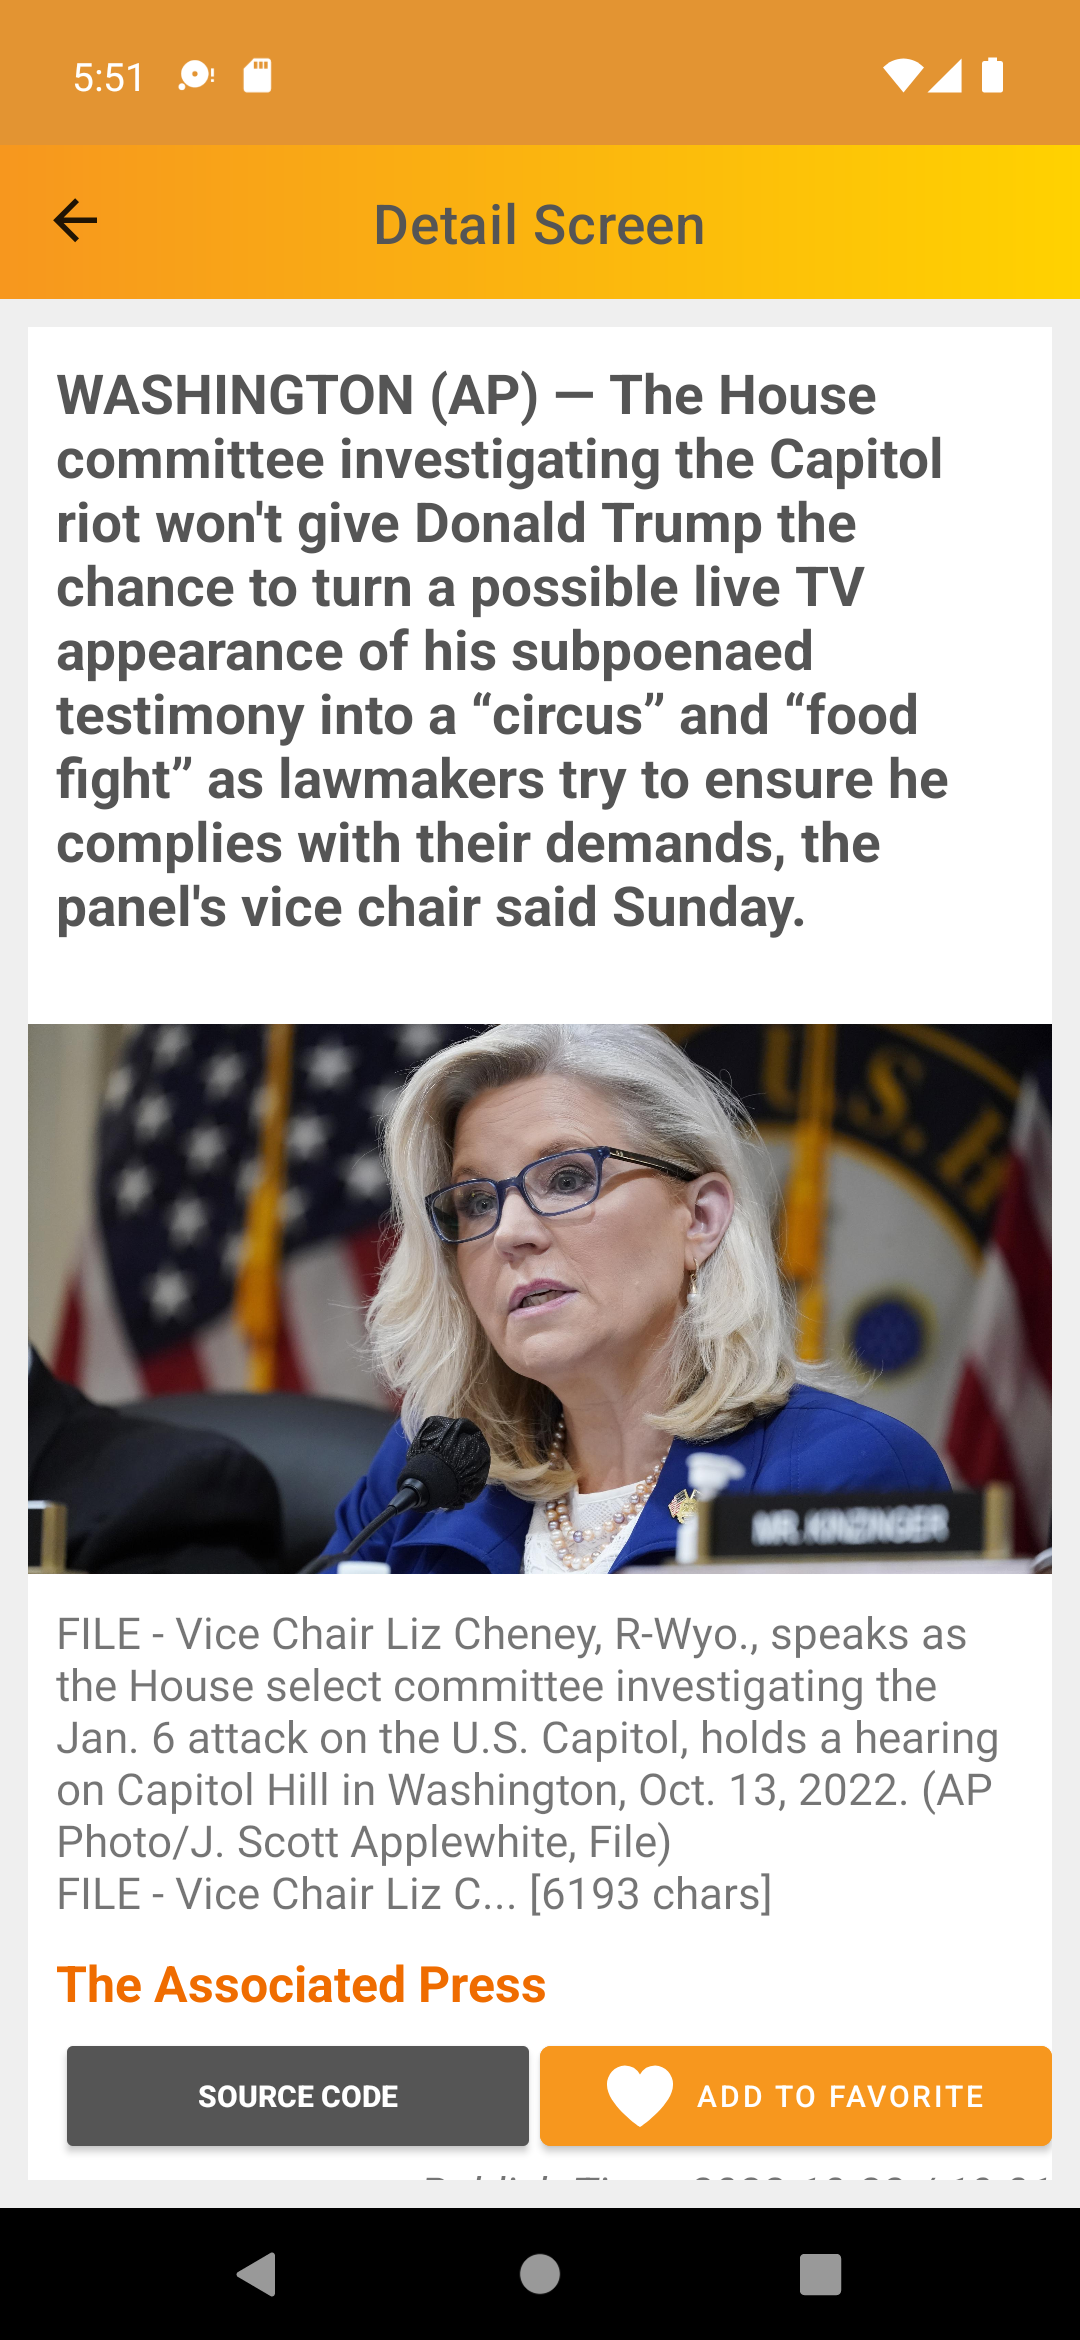 5:51
Detail Screen
WASHINGTON (AP) — The House
committee investigating the Capitol
riot won't give Donald Trump the
chance to turn a possible live TV
appearance of his subpoenaed
testimony into a “circus” and “food
fight” as lawmakers try to ensure he
complies with their demands, the
panel's vice chair said Sunday.
U.S. H
MR. KINZINGER
FILE - Vice Chair Liz Cheney, R-Wyo., speaks as
the House select committee investigating the
Jan. 6 attack on the U.S. Capitol, holds a hearing
on Capitol Hill in Washington, Oct. 13, 2022. (AP
Photo/J. Scott Applewhite, File)
FILE - Vice Chair Liz C... [6193 chars]
The Associated Press
SOURCE CODE
ADD TO FAVORITE